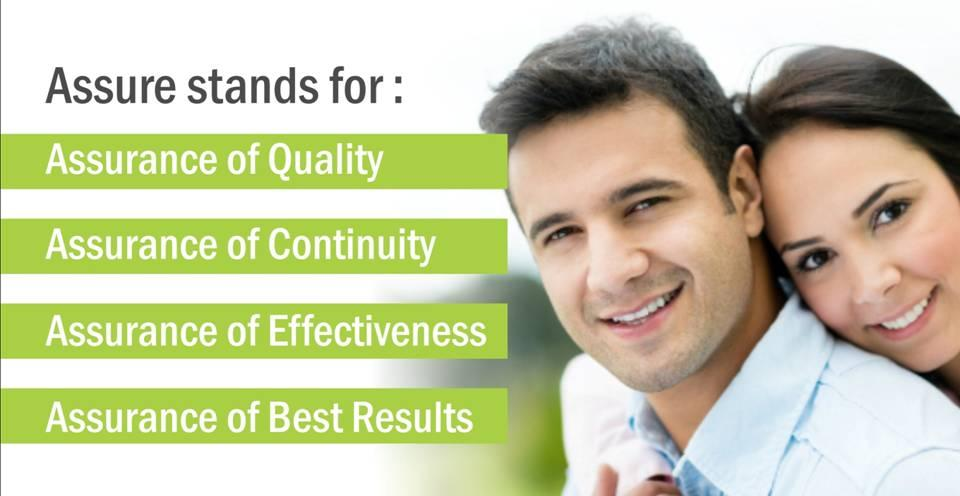 Assure stands for :
Assurance of Quality
Assurance of Continuity
Assurance of Effectiveness
Assurance of Best Results